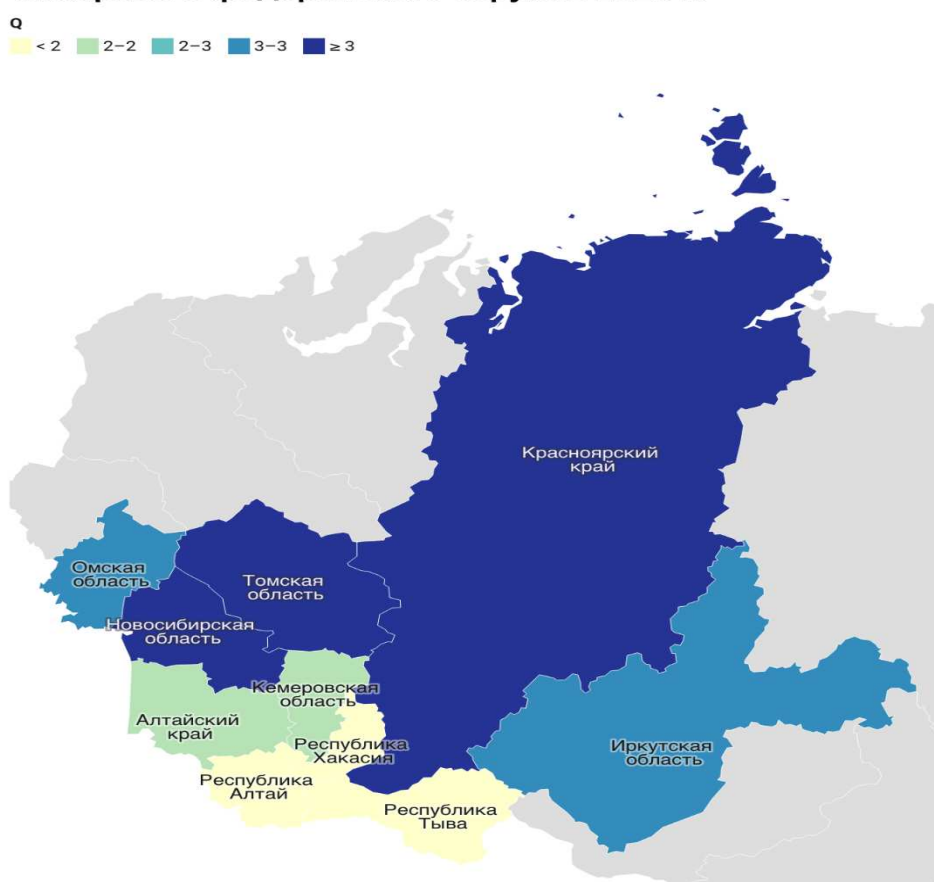 Q
< 2
2–2
2–3
3–3
≥ 3
Красноярский
край
Омская
область
Томская
область
Новосибирская
область
Кемеровская
область
Алтайский
край
Республика
Хакасия
Иркутская
область
Республика
Алтай
Республика
Тыва